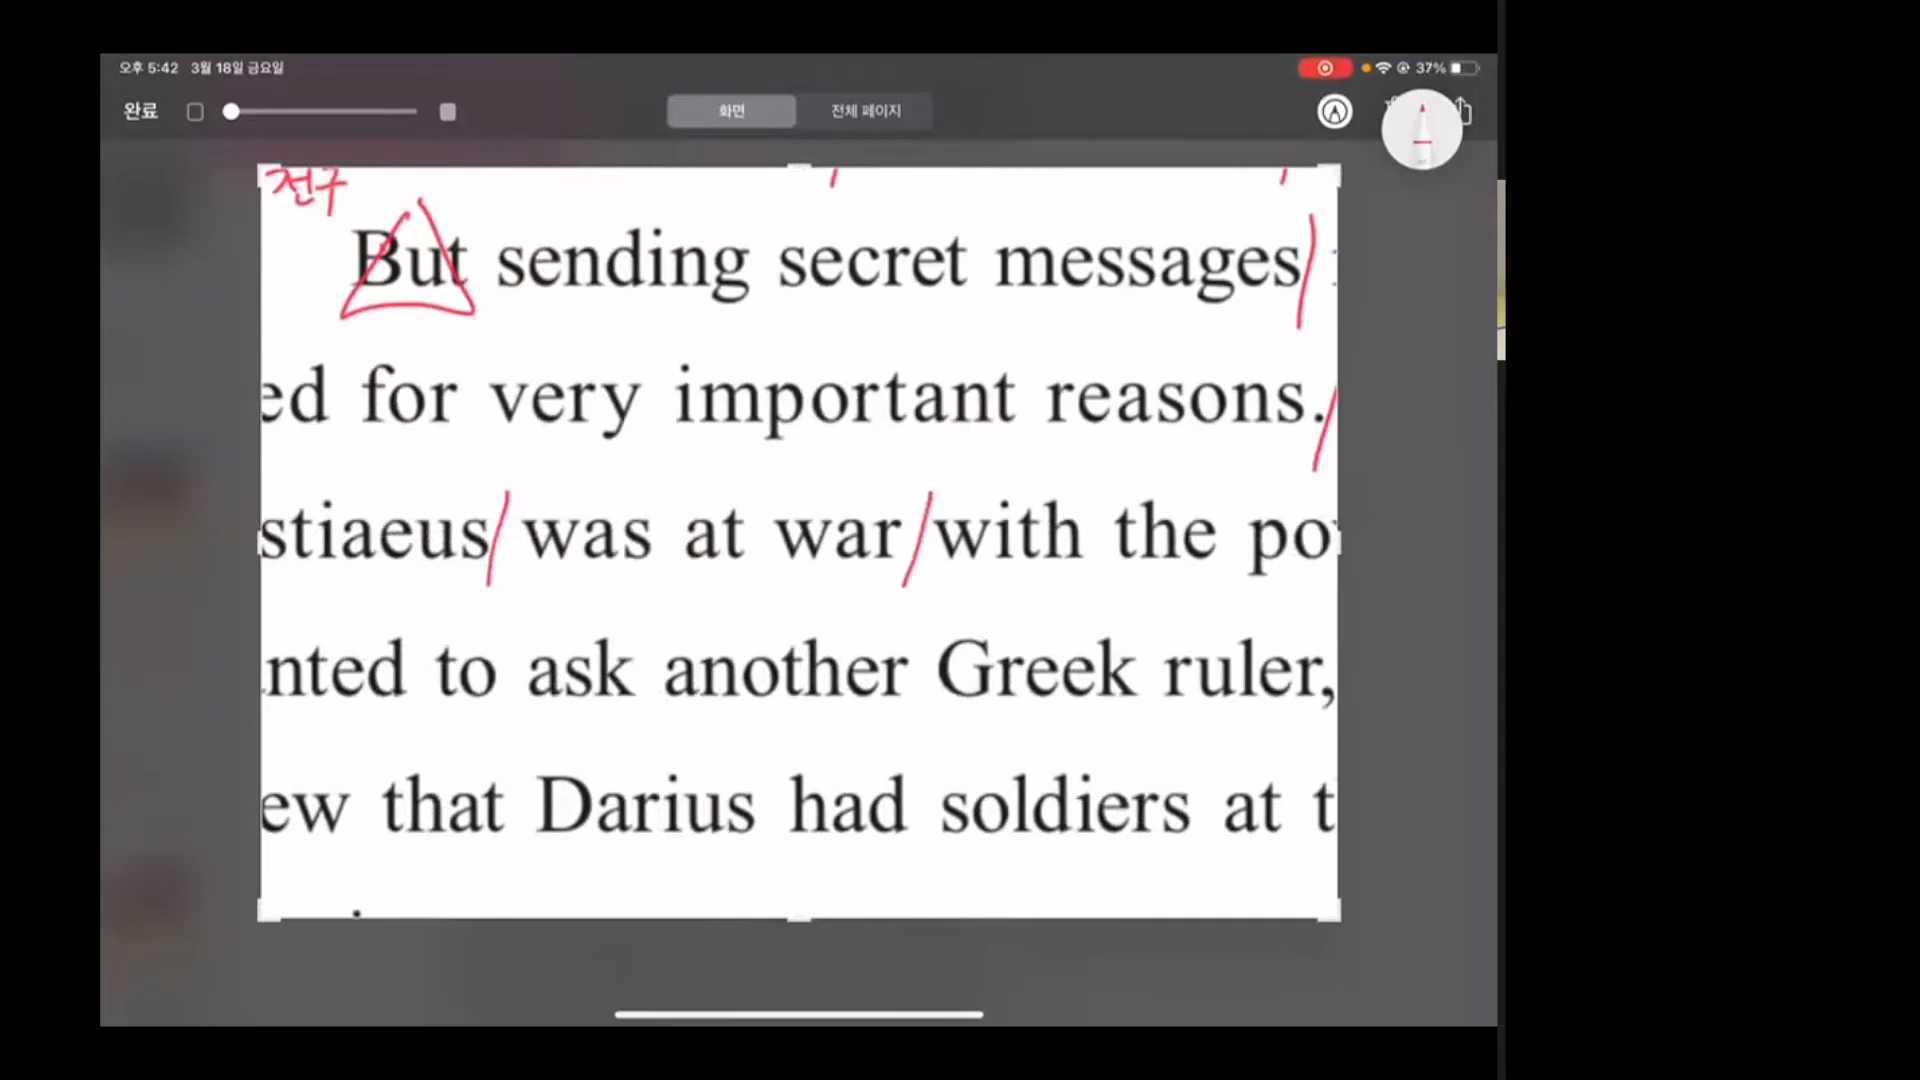 오후 5:42 3월 18일 금요일
37%
완료
화면 전체 페이지
전구
But sending secret messages
ed for very important reasons.
stiaeus was at war with the po
nted to ask another Greek ruler,
ew that Darius had soldiers at t